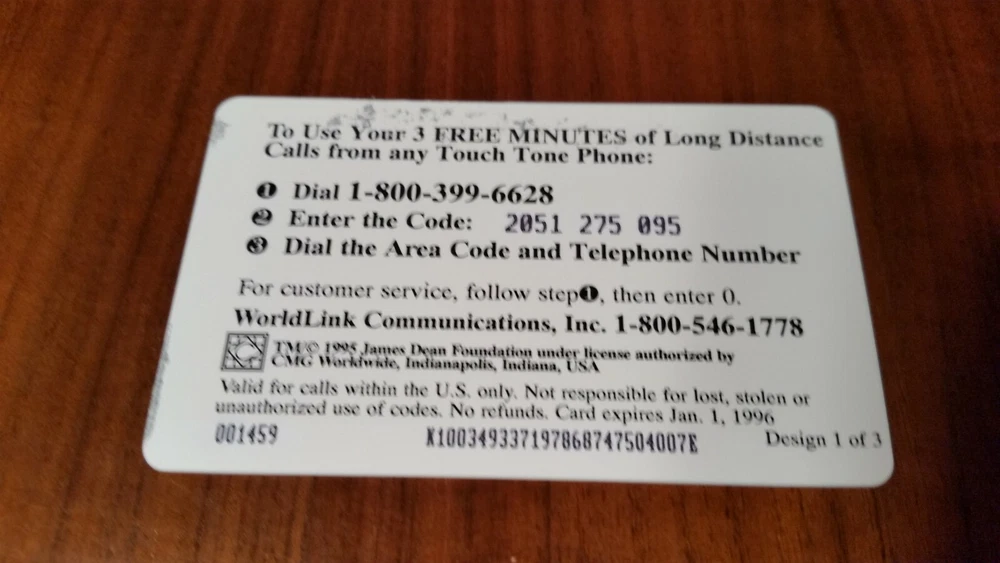 To Use Your 3 FREE MINUTES of Long Distance
Calls from any Touch Tone Phone:
❶ Dial 1-800-399-6628
❷ Enter the Code: 2051 275 095
❸ Dial the Area Code and Telephone Number
For customer service, follow step❶, then enter 0.
WorldLink Communications, Inc. 1-800-546-1778
TM/© 1995 James Dean Foundation under license authorized by
CMG Worldwide, Indianapolis, Indiana, USA
Valid for calls within the U.S. only. Not responsible for lost, stolen or
unauthorized use of codes. No refunds. Card expires Jan. 1, 1996
001459 K100349337197868747504007E Design 1 of 3